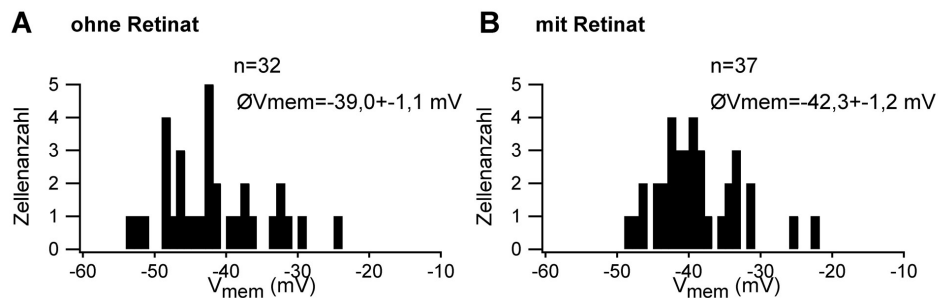 A ohne Retinat
n=32
ØVmem=-39,0+-1,1 mV
Zellenanzahl
5
4
3
2
1
0
-60 -50 -40 -30 -20 -10
Vmem (mV)
B mit Retinat
n=37
ØVmem=-42,3+-1,2 mV
Zellenanzahl
5
4
3
2
1
0
-60 -50 -40 -30 -20 -10
Vmem (mV)